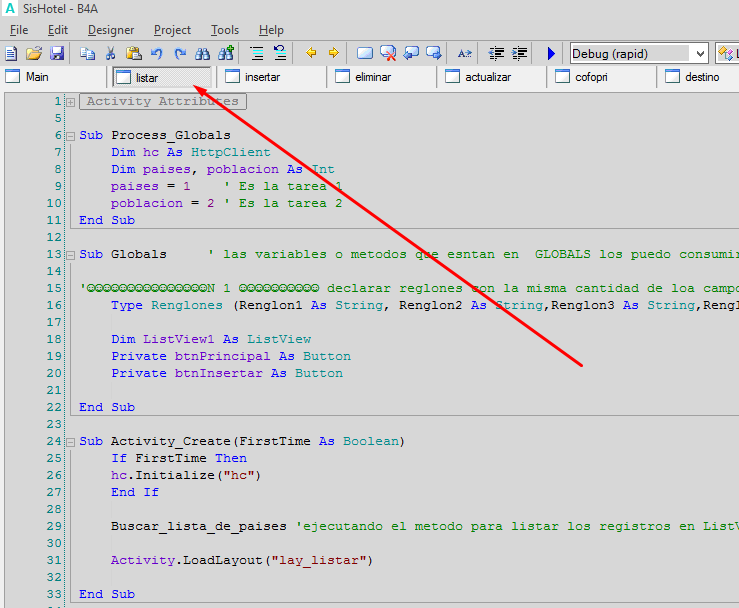 A SisHotel - B4A
File Edit Designer Project Tools Help
Debug (rapid)
Main listar insertar eliminar actualizar cofopri destino
1 Activity Attributes
5
6 Sub Process_Globals
7 Dim hc As HttpClient
8 Dim paises, poblacion As Int
9 paises = 1 ' Es la tarea 1
10 poblacion = 2 ' Es la tarea 2
11 End Sub
12
13 Sub Globals ' las variables o metodos que esntan en GLOBALS los puedo consumir
14
15 '@@@@@@@@@@@@@@@N 1 @@@@@@@@@@ declarar reglones con la misma cantidad de loa campo
16 Type Renglones (Renglon1 As String, Renglon2 As String,Renglon3 As String,Rengl
17
18 Dim ListView1 As ListView
19 Private btnPrincipal As Button
20 Private btnInsertar As Button
21
22 End Sub
23
24 Sub Activity_Create(FirstTime As Boolean)
25 If FirstTime Then
26 hc.Initialize("hc")
27 End If
28
29 Buscar_lista_de_paises 'ejecutando el metodo para listar los registros en ListV
30
31 Activity.LoadLayout("lay_listar")
32
33 End Sub